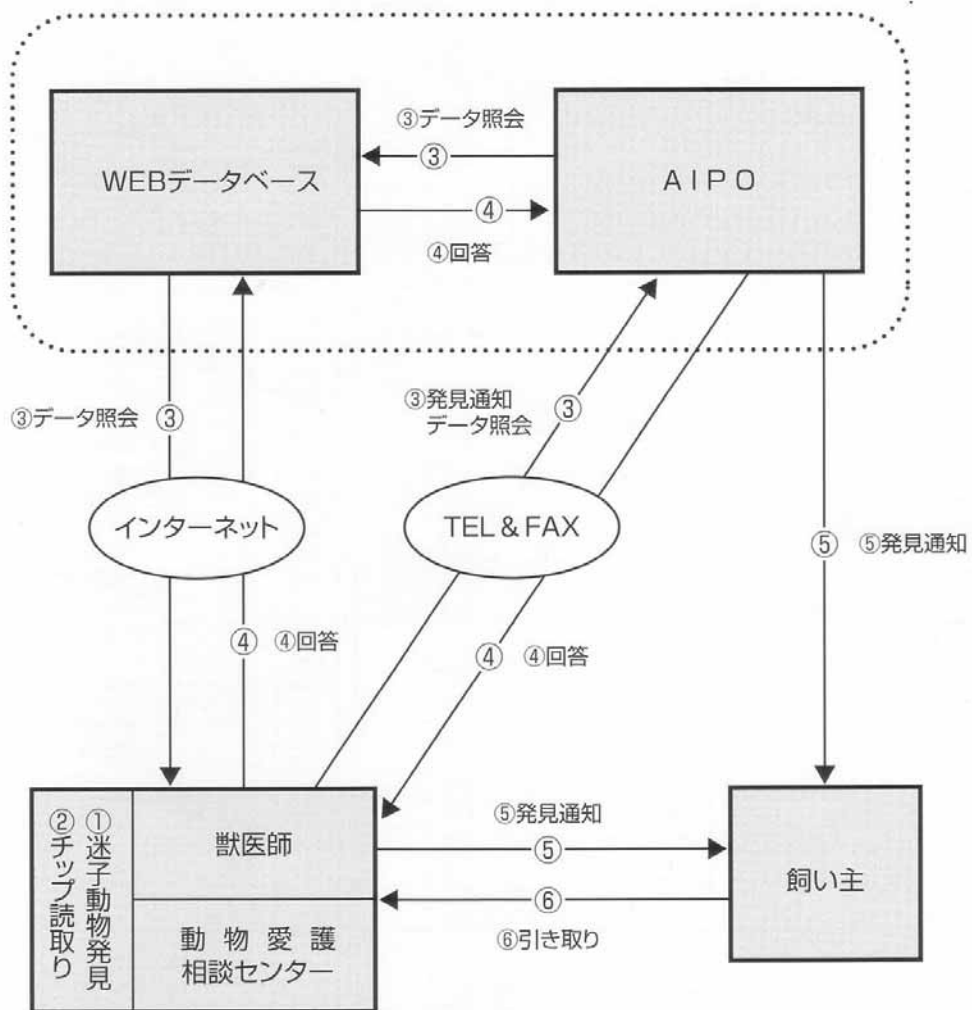 ③データ照会
③
WEBデータベース
AIPO
④
④回答
③データ照会
③
③発見通知
データ照会
③
インターネット
TEL & FAX
⑤
⑤発見通知
④
④回答
④
④回答
①迷子動物発見
②チップ読取り
獣医師
動物愛護
相談センター
⑤発見通知
⑤
⑥
⑥引き取り
飼い主